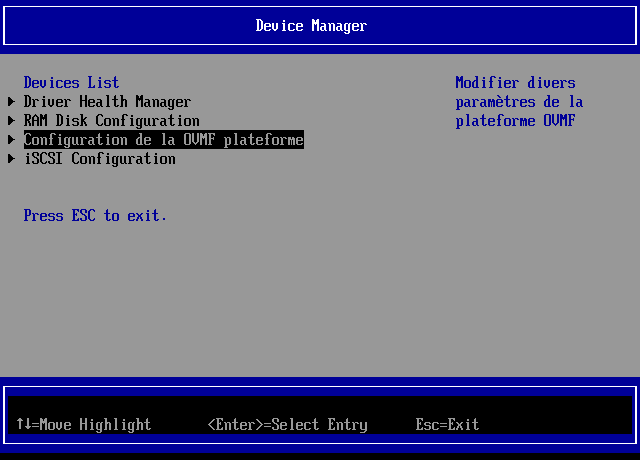 Device Manager
Devices List
Modifier divers
▶ Driver Health Manager
paramètres de la
▶ RAM Disk Configuration
plateforme OVMF
▶ Configuration de la OVMF plateforme
▶ iSCSI Configuration
Press ESC to exit.
↑↓=Move Highlight <Enter>=Select Entry Esc=Exit